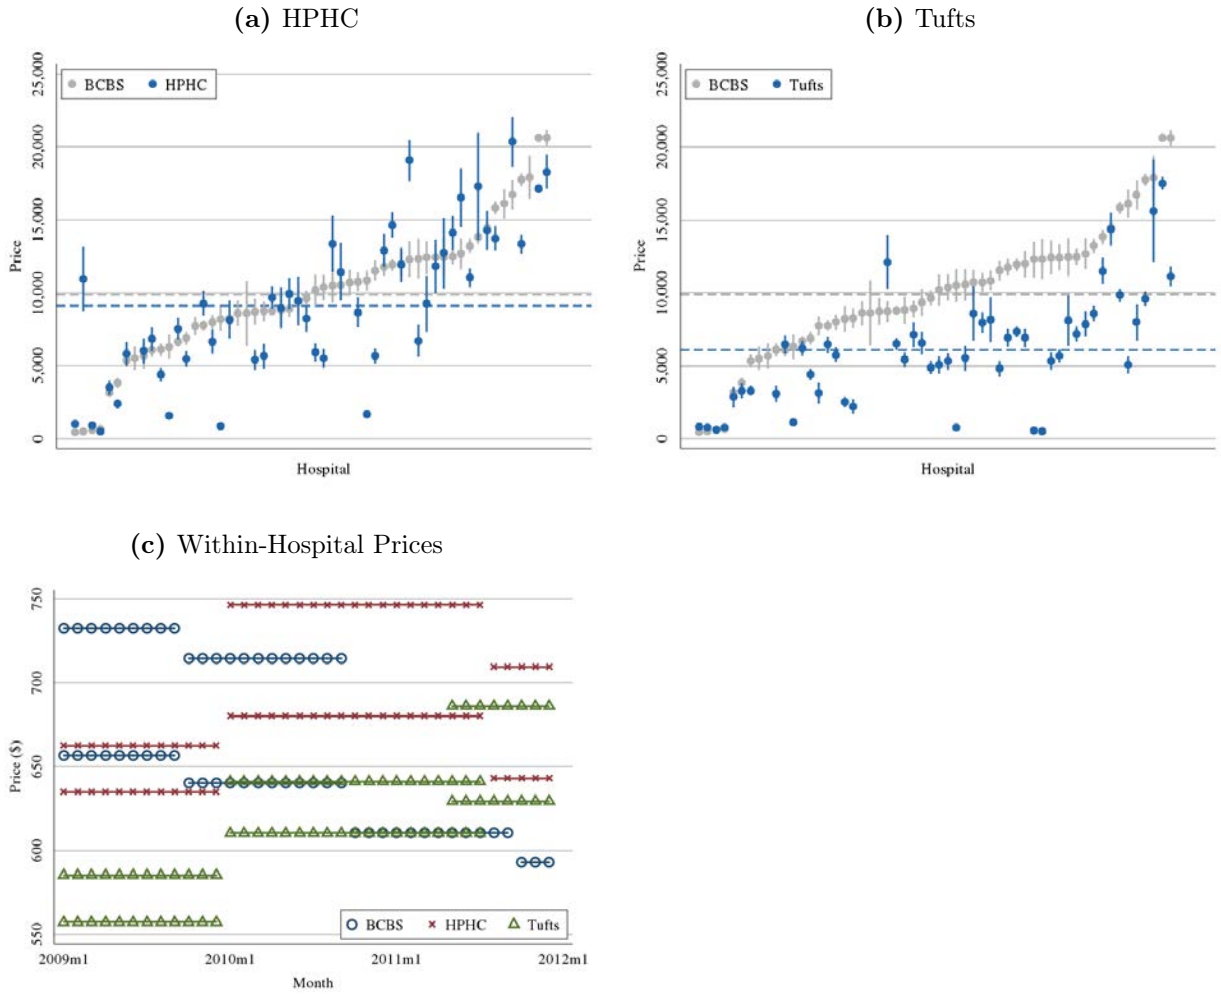 (a) HPHC
25,000
20,000
15,000
10,000
5,000
0
Price
BCBS HPHC
Hospital
(b) Tufts
25,000
20,000
15,000
10,000
5,000
0
Price
BCBS Tufts
Hospital
(c) Within-Hospital Prices
750
700
650
600
550
Price ($)
BCBS HPHC Tufts
2009m1 2010m1 2011m1 2012m1
Month